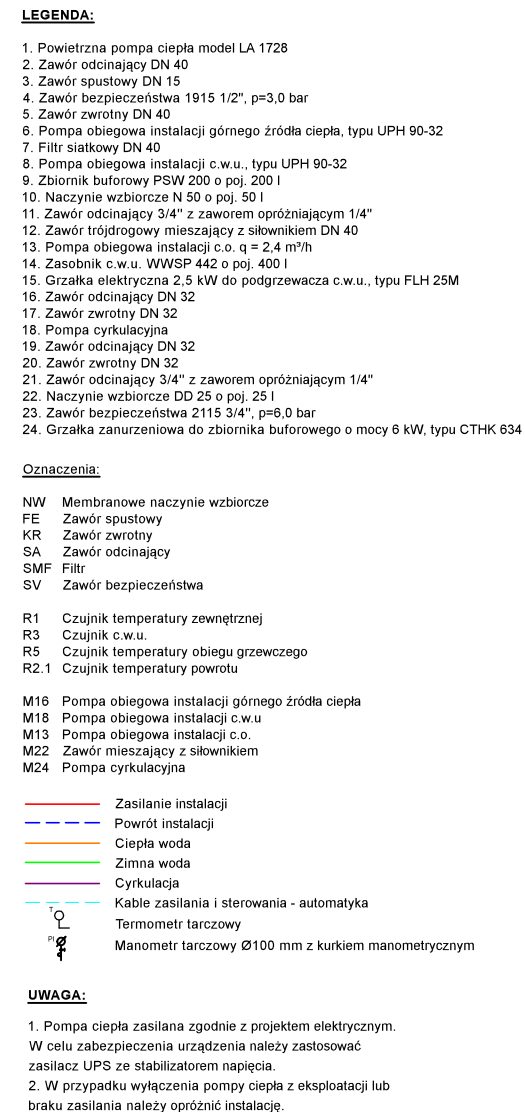 LEGENDA:
1. Powietrzna pompa ciepła model LA 1728
2. Zawór odcinający DN 40
3. Zawór spustowy DN 15
4. Zawór bezpieczeństwa 1915 1/2", p=3,0 bar
5. Zawór zwrotny DN 40
6. Pompa obiegowa instalacji górnego źródła ciepła, typu UPH 90-32
7. Filtr siatkowy DN 40
8. Pompa obiegowa instalacji c.w.u., typu UPH 90-32
9. Zbiornik buforowy PSW 200 o poj. 200 l
10. Naczynie wzbiorcze N 50 o poj. 50 l
11. Zawór odcinający 3/4" z zaworem opróżniającym 1/4"
12. Zawór trójdrogowy mieszający z siłownikiem DN 40
13. Pompa obiegowa instalacji c.o. q = 2,4 m³/h
14. Zasobnik c.w.u. WWSP 442 o poj. 400 l
15. Grzałka elektryczna 2,5 kW do podgrzewacza c.w.u., typu FLH 25M
16. Zawór odcinający DN 32
17. Zawór zwrotny DN 32
18. Pompa cyrkulacyjna
19. Zawór odcinający DN 32
20. Zawór zwrotny DN 32
21. Zawór odcinający 3/4" z zaworem opróżniającym 1/4"
22. Naczynie wzbiorcze DD 25 o poj. 25 l
23. Zawór bezpieczeństwa 2115 3/4", p=6,0 bar
24. Grzałka zanurzeniowa do zbiornika buforowego o mocy 6 kW, typu CTHK 634
Oznaczenia:
NW Membranowe naczynie wzbiorcze
FE Zawór spustowy
KR Zawór zwrotny
SA Zawór odcinający
SMF Filtr
SV Zawór bezpieczeństwa
R1 Czujnik temperatury zewnętrznej
R3 Czujnik c.w.u.
R5 Czujnik temperatury obiegu grzewczego
R2.1 Czujnik temperatury powrotu
M16 Pompa obiegowa instalacji górnego źródła ciepła
M18 Pompa obiegowa instalacji c.w.u
M13 Pompa obiegowa instalacji c.o.
M22 Zawór mieszający z siłownikiem
M24 Pompa cyrkulacyjna
Zasilanie instalacji
Powrót instalacji
Ciepła woda
Zimna woda
Cyrkulacja
Kable zasilania i sterowania - automatyka
T Termometr tarczowy
PI Manometr tarczowy Ø100 mm z kurkiem manometrycznym
UWAGA:
1. Pompa ciepła zasilana zgodnie z projektem elektrycznym.
W celu zabezpieczenia urządzenia należy zastosować
zasilacz UPS ze stabilizatorem napięcia.
2. W przypadku wyłączenia pompy ciepła z eksploatacji lub
braku zasilania należy opróżnić instalację.